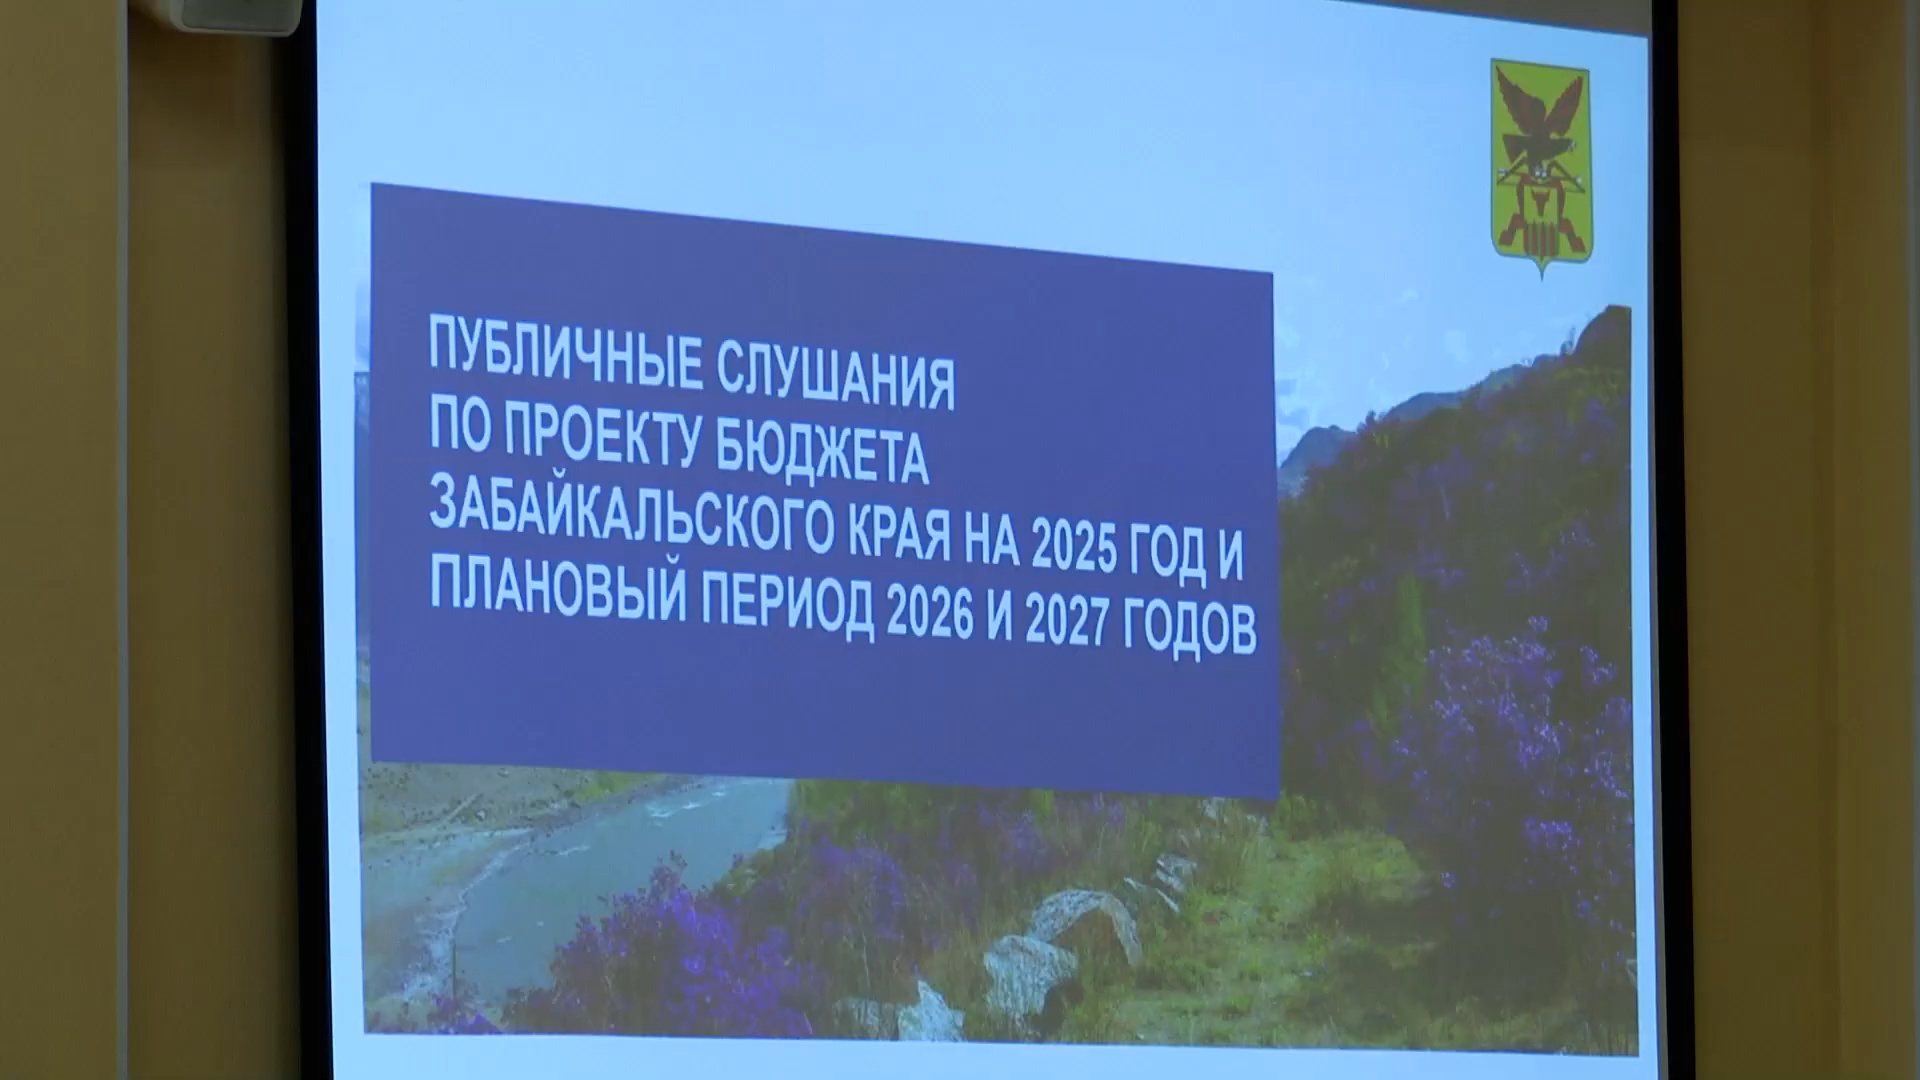 ПУБЛИЧНЫЕ СЛУШАНИЯ
ПО ПРОЕКТУ БЮДЖЕТА
ЗАБАЙКАЛЬСКОГО КРАЯ НА 2025 ГОД И
ПЛАНОВЫЙ ПЕРИОД 2026 И 2027 ГОДОВ